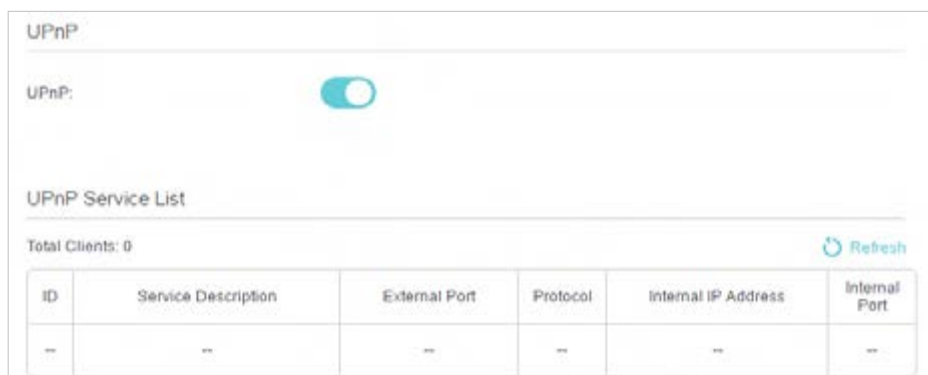 UPnP
UPnP:
UPnP Service List
Total Clients: 0
Refresh
ID Service Description External Port Protocol Internal IP Address Internal Port
-- -- -- -- -- --